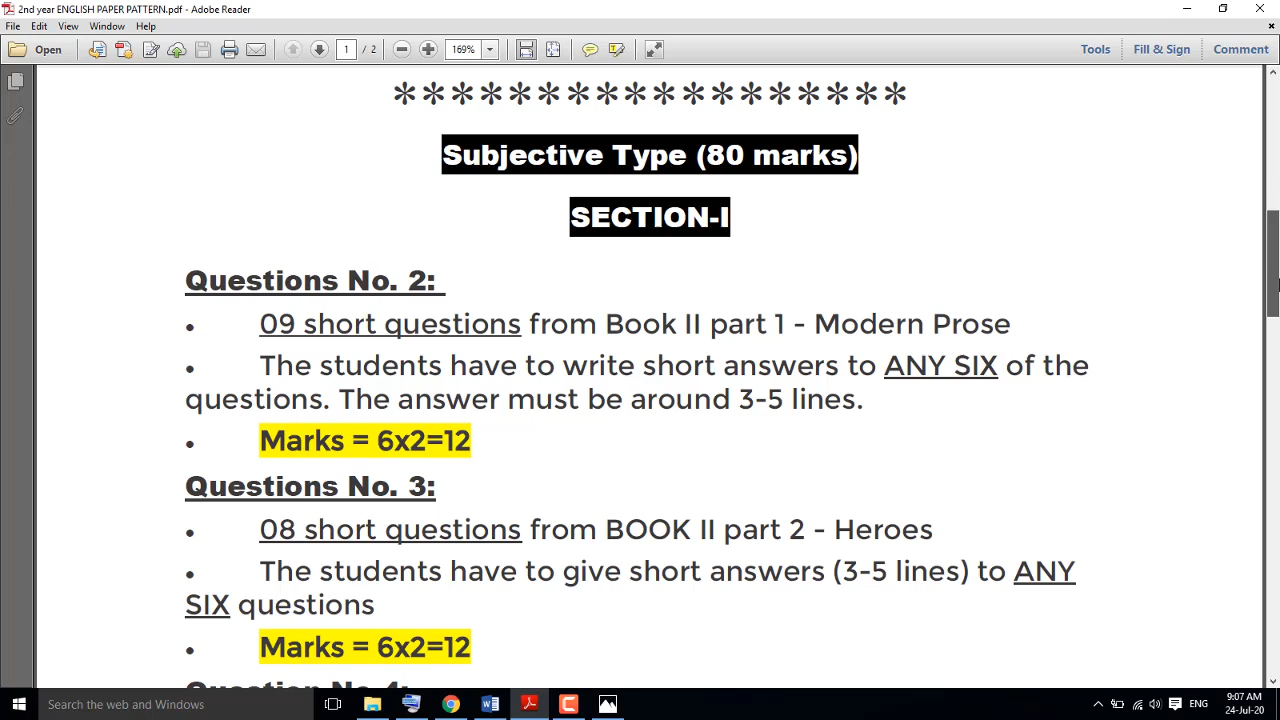 2nd year ENGLISH PAPER PATTERN.pdf - Adobe Reader
File Edit View Window Help
Open 1 / 2 169% Tools Fill & Sign Comment
******************
Subjective Type (80 marks)
SECTION-I
Questions No. 2:
• 09 short questions from Book II part 1 - Modern Prose
• The students have to write short answers to ANY SIX of the
questions. The answer must be around 3-5 lines.
• Marks = 6x2=12
Questions No. 3:
• 08 short questions from BOOK II part 2 - Heroes
• The students have to give short answers (3-5 lines) to ANY
SIX questions
• Marks = 6x2=12
Question No 4:
Search the web and Windows
ENG
9:07 AM
24-Jul-20